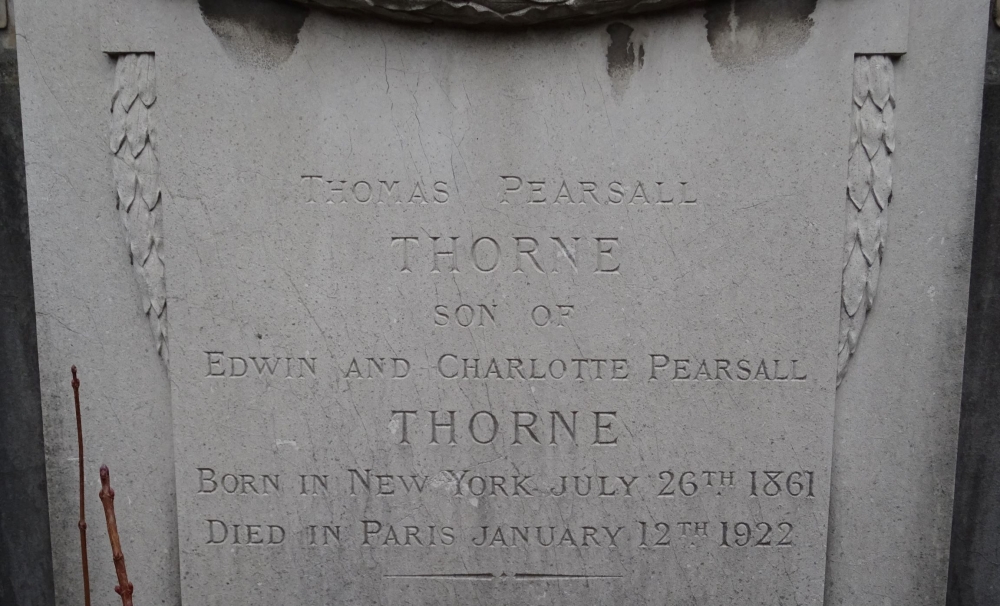 THOMAS PEARSALL
THORNE
SON OF
EDWIN AND CHARLOTTE PEARSALL
THORNE
BORN IN NEW YORK JULY 26TH 1861
DIED IN PARIS JANUARY 12TH 1922